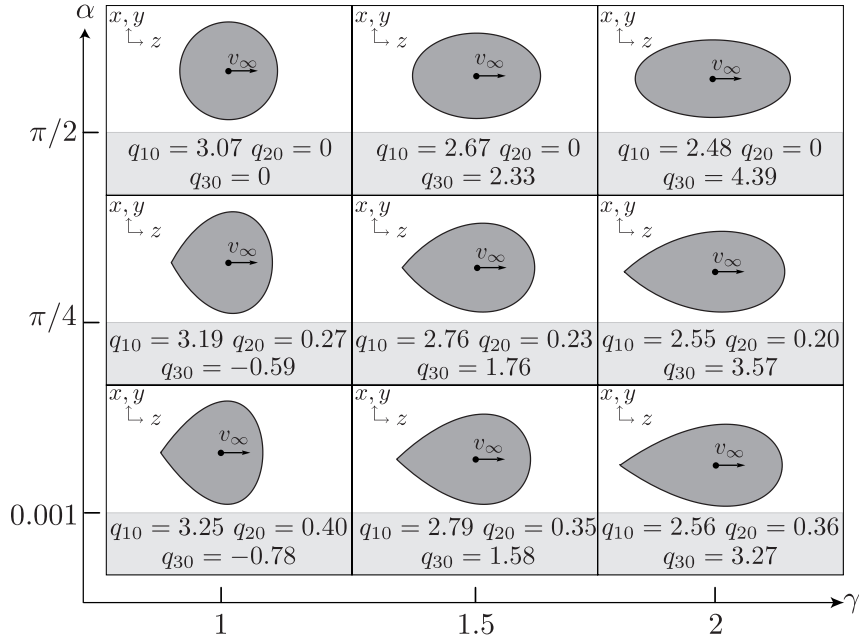 α
x, y
z
v∞
x, y
z
v∞
x, y
z
v∞
π/2
q10 = 3.07 q20 = 0
q30 = 0
q10 = 2.67 q20 = 0
q30 = 2.33
q10 = 2.48 q20 = 0
q30 = 4.39
x, y
z
v∞
x, y
z
v∞
x, y
z
v∞
π/4
q10 = 3.19 q20 = 0.27
q30 = −0.59
q10 = 2.76 q20 = 0.23
q30 = 1.76
q10 = 2.55 q20 = 0.20
q30 = 3.57
x, y
z
v∞
x, y
z
v∞
x, y
z
v∞
0.001
q10 = 3.25 q20 = 0.40
q30 = −0.78
q10 = 2.79 q20 = 0.35
q30 = 1.58
q10 = 2.56 q20 = 0.36
q30 = 3.27
γ
1
1.5
2